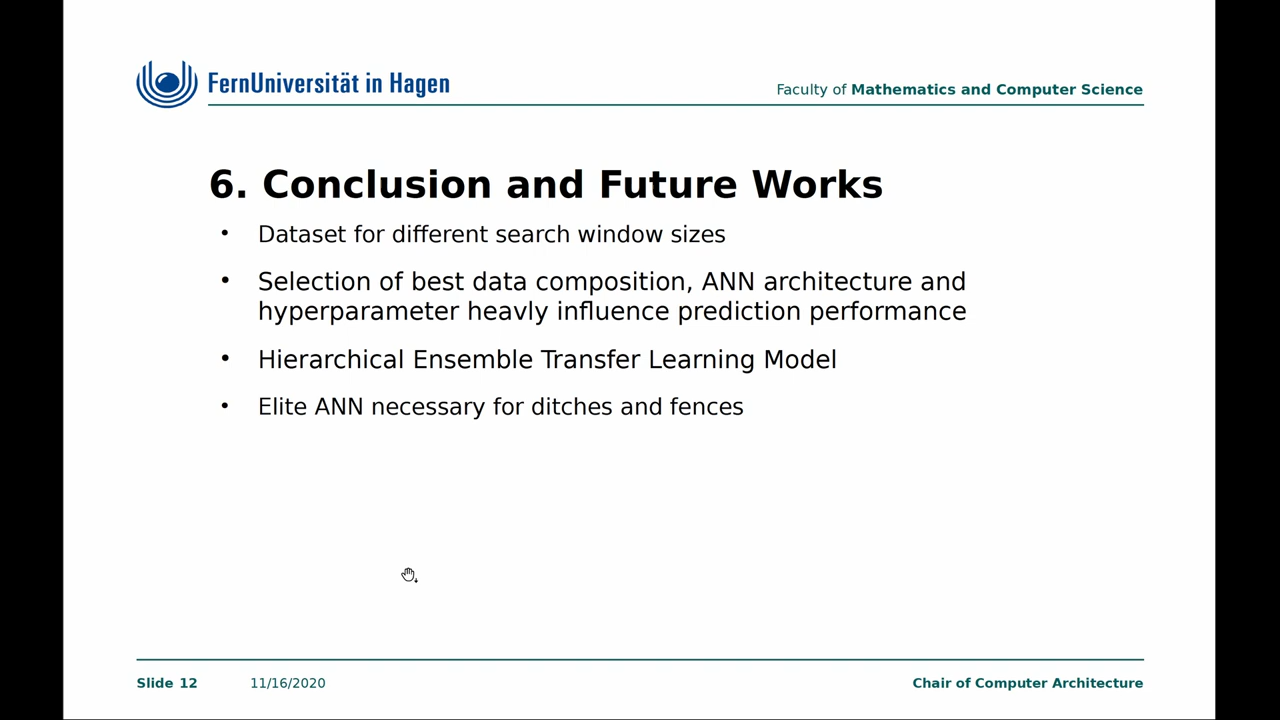 FernUniversität in Hagen
Faculty of Mathematics and Computer Science
6. Conclusion and Future Works
• Dataset for different search window sizes
• Selection of best data composition, ANN architecture and
hyperparameter heavly influence prediction performance
• Hierarchical Ensemble Transfer Learning Model
• Elite ANN necessary for ditches and fences
Slide 12 11/16/2020 Chair of Computer Architecture